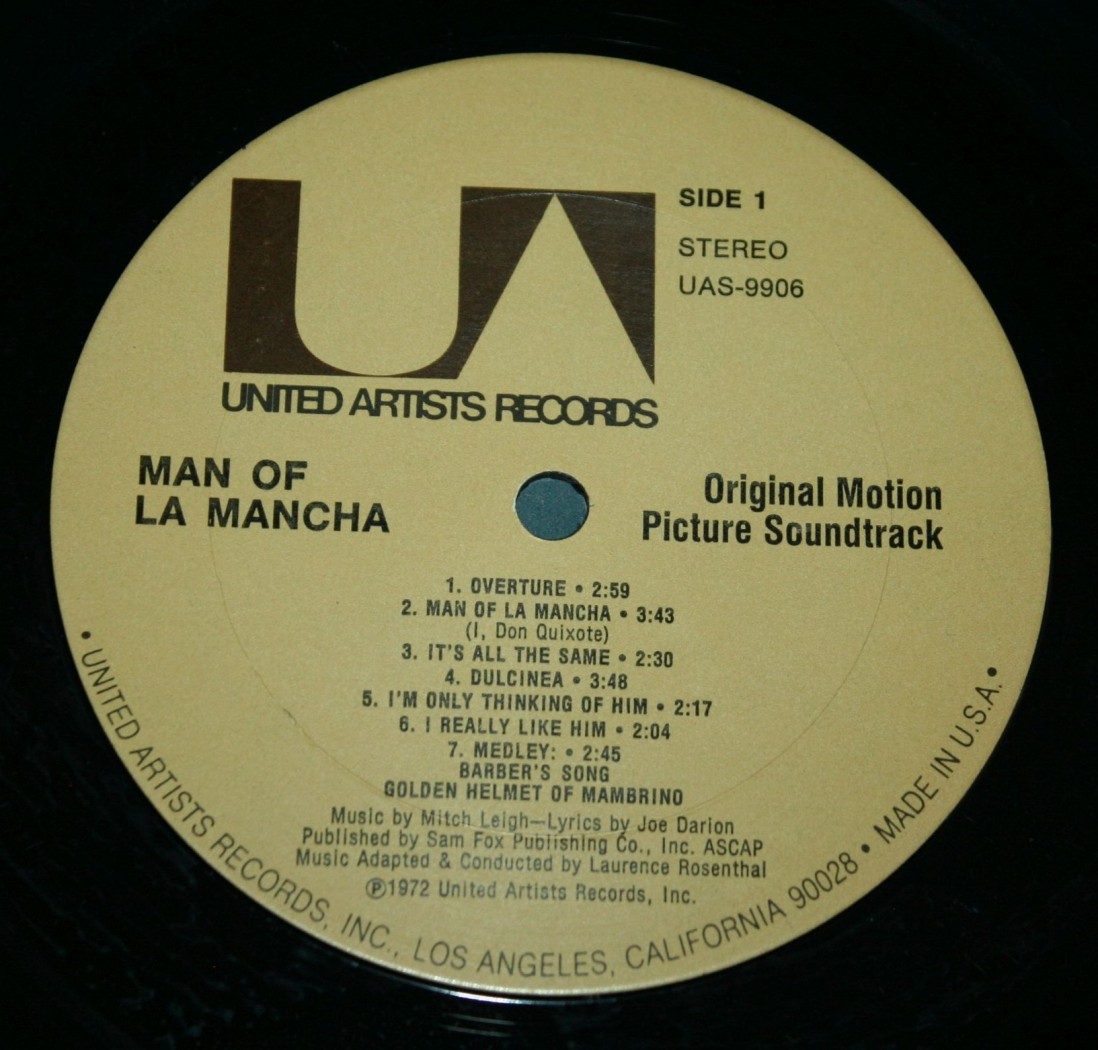 UA
SIDE 1
STEREO
UAS-9906
UNITED ARTISTS RECORDS
MAN OF
LA MANCHA
Original Motion
Picture Soundtrack
1. OVERTURE • 2:59
2. MAN OF LA MANCHA • 3:43
(I, Don Quixote)
3. IT'S ALL THE SAME • 2:30
4. DULCINEA • 3:48
5. I'M ONLY THINKING OF HIM • 2:17
6. I REALLY LIKE HIM • 2:04
7. MEDLEY: • 2:45
BARBER'S SONG
GOLDEN HELMET OF MAMBRINO
Music by Mitch Leigh—Lyrics by Joe Darion
Published by Sam Fox Publishing Co., Inc. ASCAP
Music Adapted & Conducted by Laurence Rosenthal
℗1972 United Artists Records, Inc.
• UNITED ARTISTS RECORDS, INC., LOS ANGELES, CALIFORNIA 90028 • MADE IN U.S.A. •